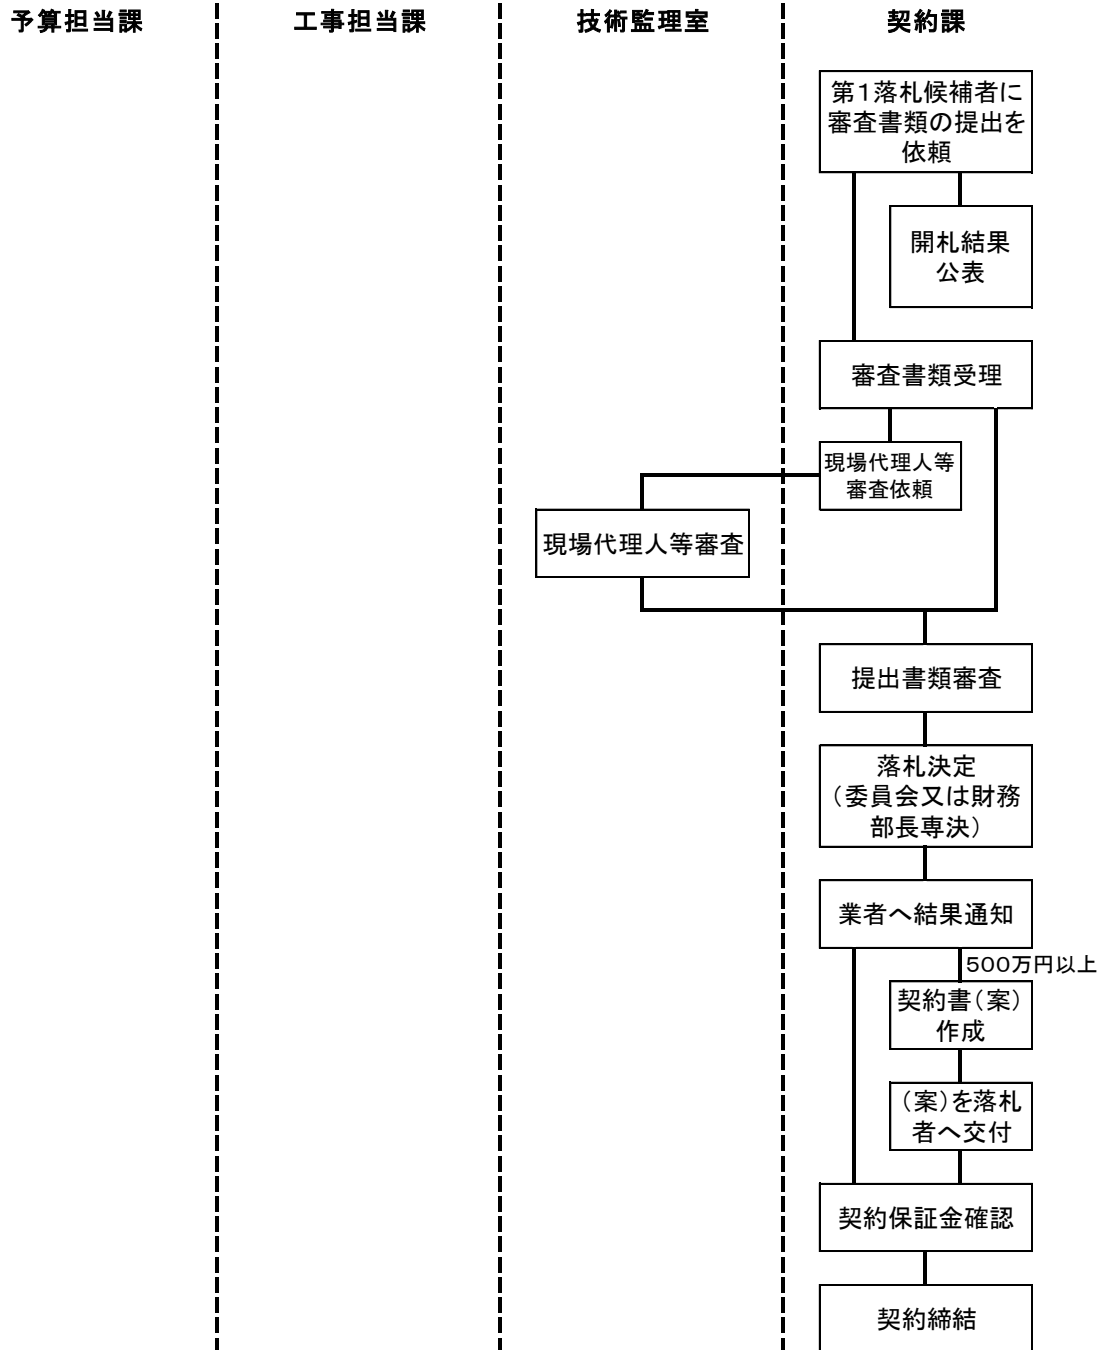 予算担当課
工事担当課
技術監理室
契約課
第1落札候補者に
審査書類の提出を
依頼
開札結果
公表
審査書類受理
現場代理人等
審査依頼
現場代理人等審査
提出書類審査
落札決定
（委員会又は財務
部長専決）
業者へ結果通知
500万円以上
契約書（案）
作成
（案）を落札
者へ交付
契約保証金確認
契約締結